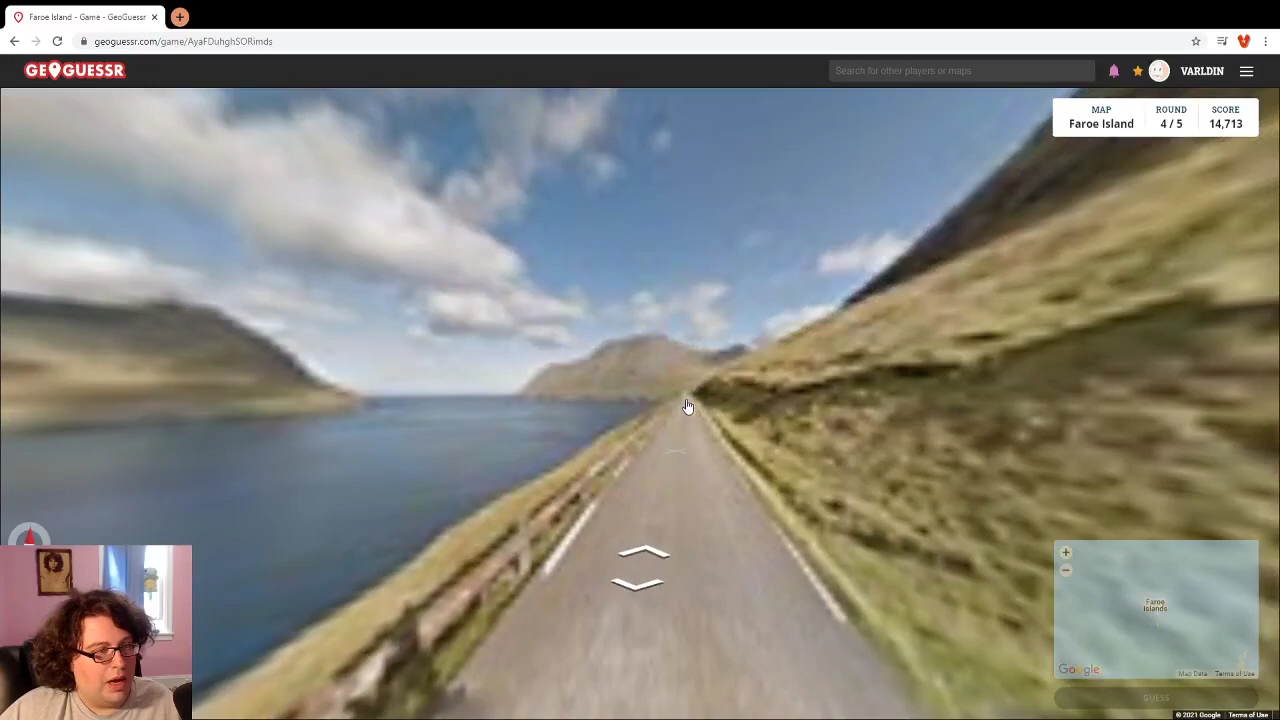 Faroe Island - Game - GeoGuessr
geoguessr.com/game/AyaFDuhghSORimds
GEOGUESSR
Search for other players or maps
VARLDIN
MAP ROUND SCORE
Faroe Island 4 / 5 14,713
Faroe
Islands
Google
Map Data Terms of Use
GUESS
© 2021 Google Terms of Use